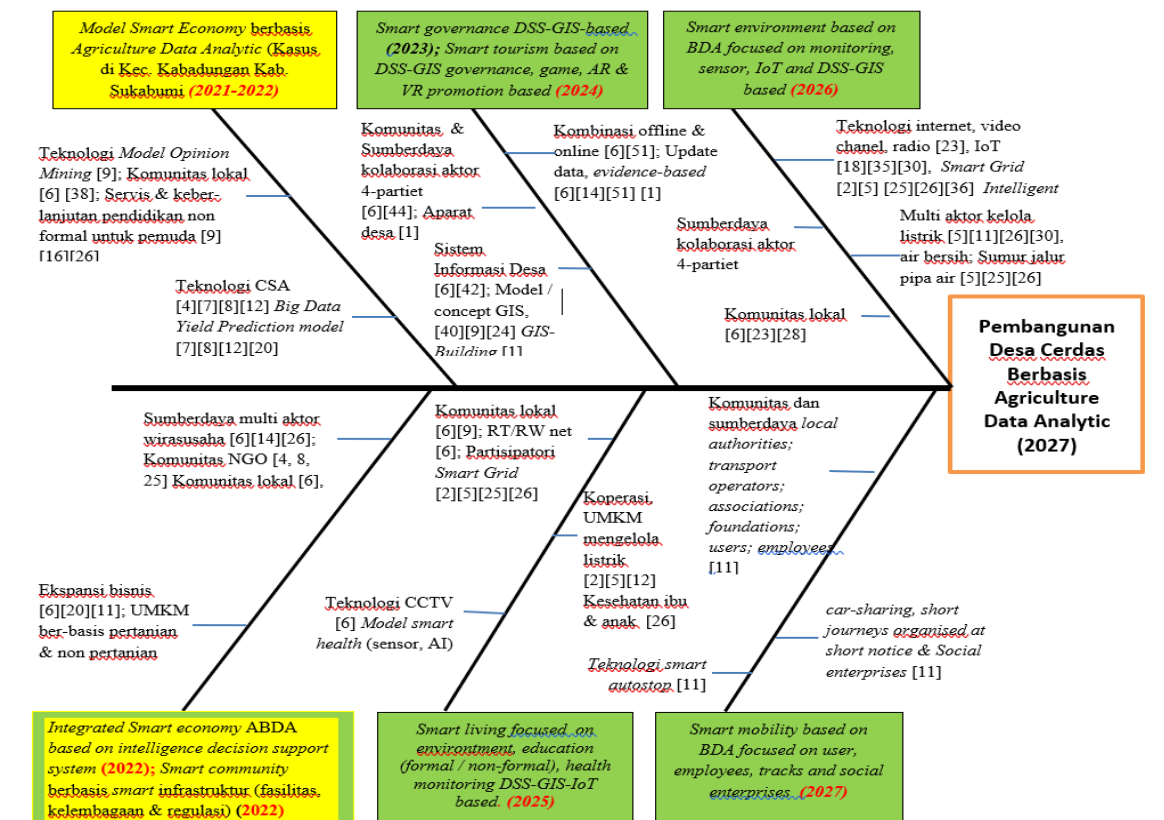 Model Smart Economy berbasis
Agriculture Data Analytic (Kasus
di Kec. Kabadungan Kab.
Sukabumi (2021-2022)
Smart governance DSS-GIS-based
(2023); Smart tourism based on
DSS-GIS governance, game, AR &
VR promotion based (2024)
Smart environment based on
BDA focused on monitoring,
sensor, IoT and DSS-GIS
based (2026)
Teknologi Model Opinion
Mining [9]; Komunitas lokal
[6] [38]; Servis & keber-
lanjutan pendidikan non
formal untuk pemuda [9]
[16][26]
Teknologi CSA
[4][7][8][12] Big Data
Yield Prediction model
[7][8][12][20]
Komunitas &
Sumberdaya
kolaborasi aktor
4-partiet
[6][44]; Aparat
desa [1]
Sistem
Informasi Desa
[6][42]; Model /
concept GIS,
[40][9][24] GIS-
Building [1]
Kombinasi offline &
online [6][51]; Update
data, evidence-based
[6][14][51] [1]
Sumberdaya
kolaborasi aktor
4-partiet
Komunitas lokal
[6][23][28]
Teknologi internet, video
chanel, radio [23], IoT
[18][35][30], Smart Grid
[2][5] [25][26][36] Intelligent
Multi aktor kelola
listrik [5][11][26][30],
air bersih; Sumur jalur
pipa air [5][25][26]
Pembangunan
Desa Cerdas
Berbasis
Agriculture
Data Analytic
(2027)
Sumberdaya multi aktor
wirasusaha [6][14][26];
Komunitas NGO [4, 8,
25] Komunitas lokal [6],
Ekspansi bisnis
[6][20][11]; UMKM
ber-basis pertanian
& non pertanian
Komunitas lokal
[6][9]; RT/RW net
[6]; Partisipatori
Smart Grid
[2][5][25][26]
Teknologi CCTV
[6] Model smart
health (sensor, AI)
Koperasi,
UMKM
mengelola
listrik
[2][5][12]
Kesehatan ibu
& anak [26]
Komunitas dan
sumberdaya local
authorities;
transport
operators;
associations;
foundations;
users; employees
[11]
Teknologi smart
autostop [11]
car-sharing, short
journeys organised at
short notice & Social
enterprises [11]
Integrated Smart economy ABDA
based on intelligence decision support
system (2022); Smart community
berbasis smart infrastruktur (fasilitas,
kelembagaan & regulasi) (2022)
Smart living focused on
environtment, education
(formal / non-formal), health
monitoring DSS-GIS-IoT
based. (2025)
Smart mobility based on
BDA focused on user,
employees, tracks and social
enterprises (2027)